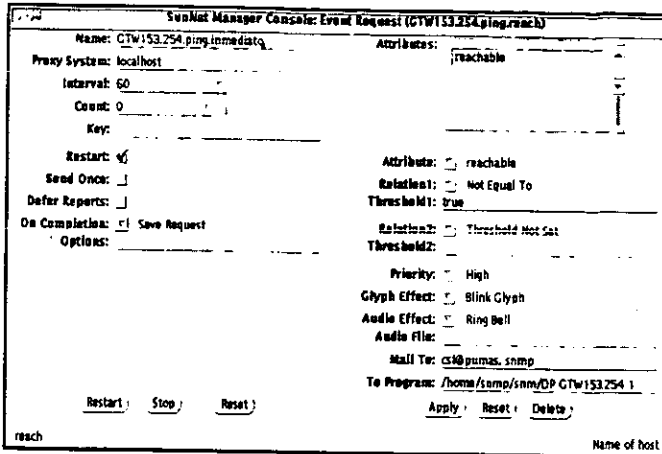 SunNet Manager Console: Event Request (GTW153.254.ping.reach)
Name: GTW153.254.ping.inmediato
Proxy System: localhost
Interval: 60
Count: 0
Key:
Restart:
Send Once:
Defer Reports:
On Completion: Save Request
Options:
Restart Stop Reset
reach
Attributes:
reachable
Attribute: reachable
Relation1: Not Equal To
Threshold1: true
Relation2: Threshold Not Set
Threshold2:
Priority: High
Glyph Effect: Blink Glyph
Audio Effect: Ring Bell
Audio File:
Mail To: csl@pumas. snmp
To Program: /home/snmp/snm/DP GTW153.254 1
Apply Reset Delete
Name of host